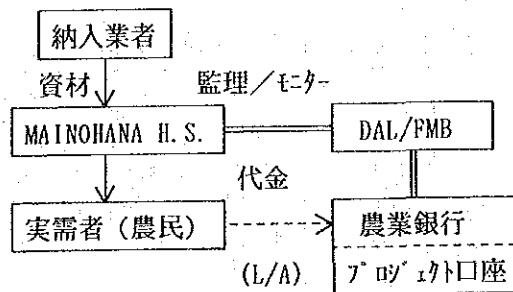 納入業者
資材
監理／ﾓﾆﾀｰ
MAINOHANA H.S.
DAL/FMB
代金
実需者（農民）
農業銀行
(L/A)
ﾌﾟﾛｼﾞｪｸﾄ口座